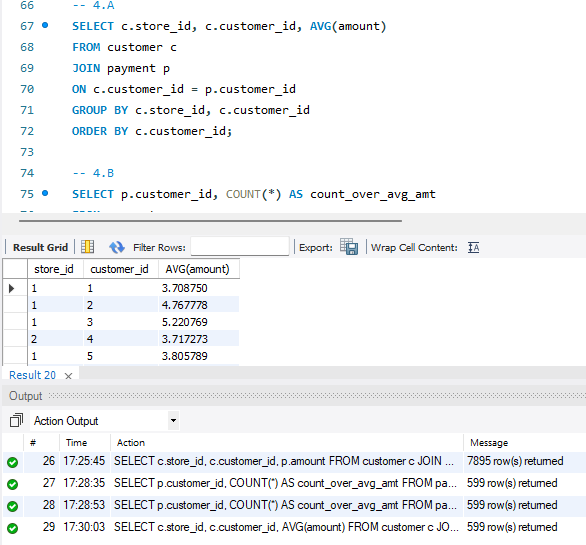 66 -- 4.A
67 SELECT c.store_id, c.customer_id, AVG(amount)
68 FROM customer c
69 JOIN payment p
70 ON c.customer_id = p.customer_id
71 GROUP BY c.store_id, c.customer_id
72 ORDER BY c.customer_id;
73
74 -- 4.B
75 SELECT p.customer_id, COUNT(*) AS count_over_avg_amt
Result Grid Filter Rows: Export: Wrap Cell Content: IA
store_id customer_id AVG(amount)
1 1 3.708750
1 2 4.767778
1 3 5.220769
2 4 3.717273
1 5 3.805789
Result 20 ×
Output
Action Output
# Time Action Message
26 17:25:45 SELECT c.store_id, c.customer_id, p.amount FROM customer c JOIN ... 7895 row(s) returned
27 17:28:35 SELECT p.customer_id, COUNT(*) AS count_over_avg_amt FROM pa... 599 row(s) returned
28 17:28:53 SELECT p.customer_id, COUNT(*) AS count_over_avg_amt FROM pa... 599 row(s) returned
29 17:30:03 SELECT c.store_id, c.customer_id, AVG(amount) FROM customer c JO... 599 row(s) returned